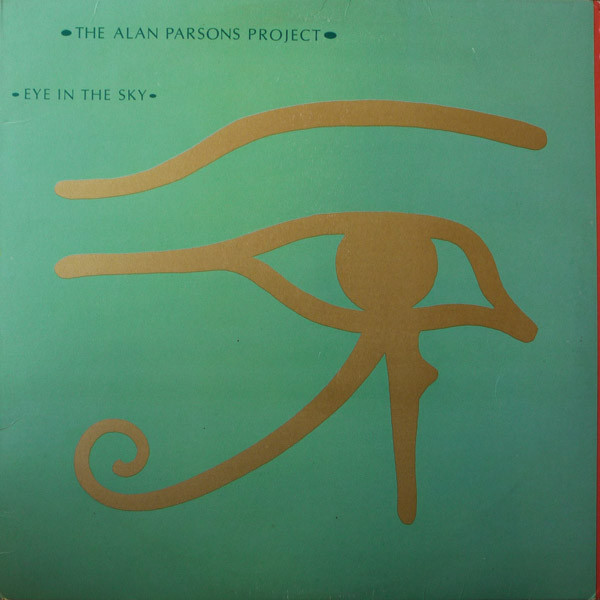 •THE ALAN PARSONS PROJECT•
•EYE IN THE SKY•